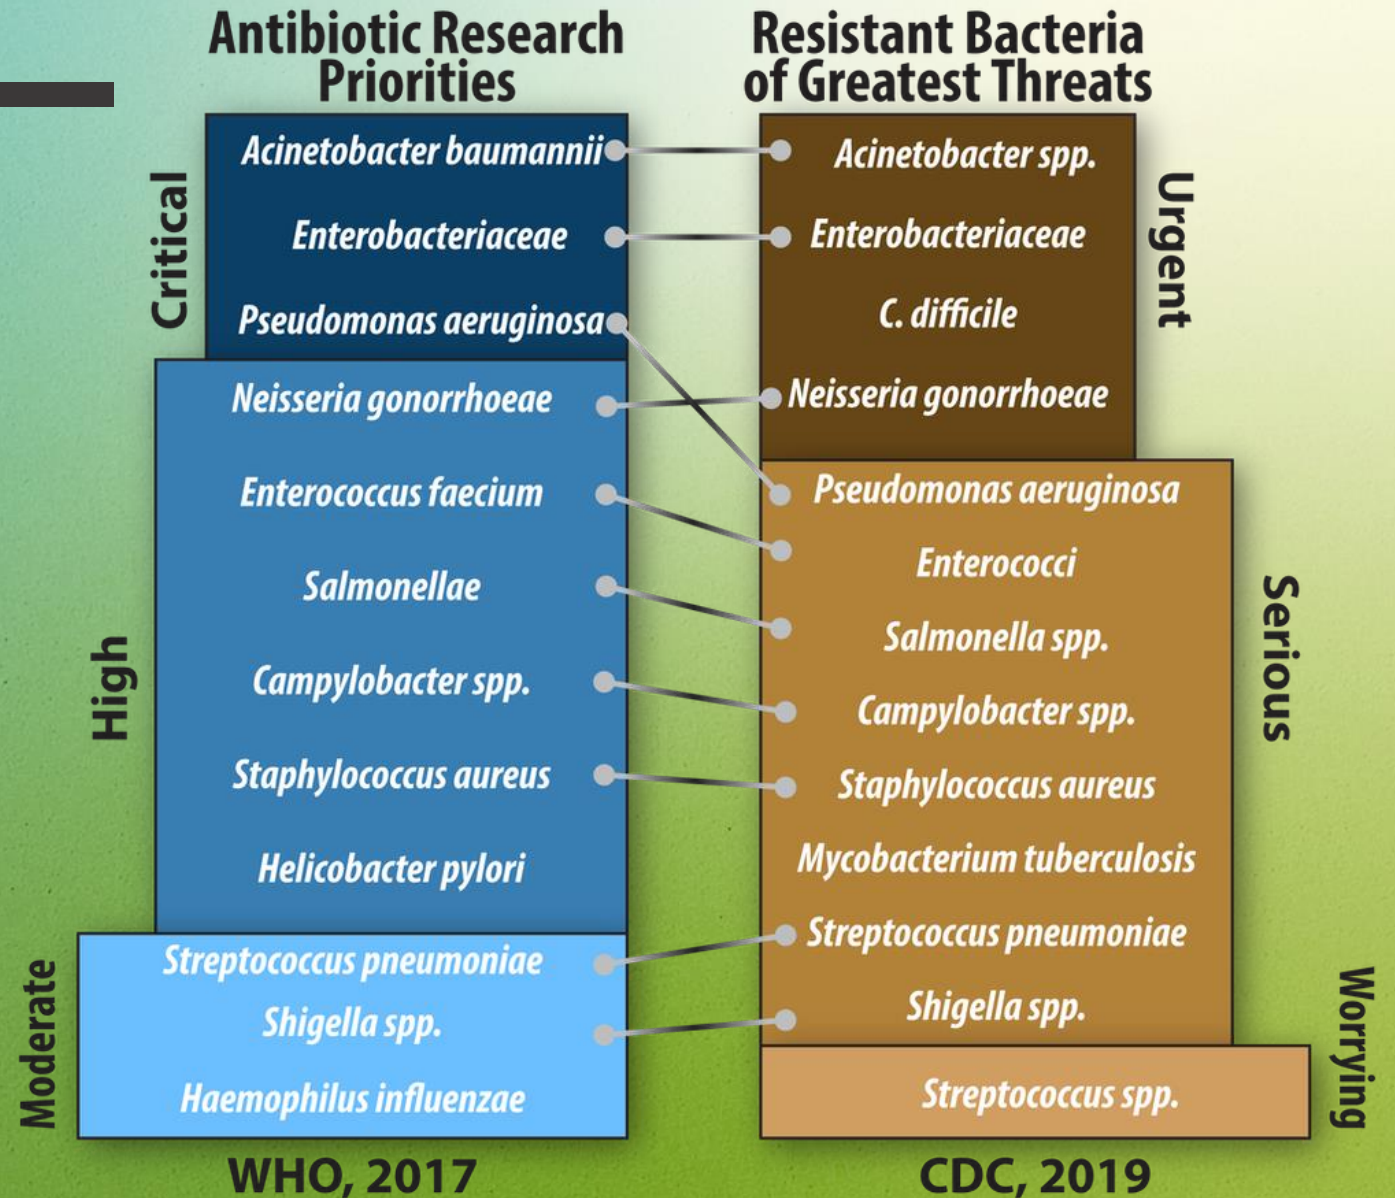 Antibiotic Research
Priorities
Critical
Acinetobacter baumannii
Enterobacteriaceae
Pseudomonas aeruginosa
High
Neisseria gonorrhoeae
Enterococcus faecium
Salmonellae
Campylobacter spp.
Staphylococcus aureus
Helicobacter pylori
Moderate
Streptococcus pneumoniae
Shigella spp.
Haemophilus influenzae
WHO, 2017
Resistant Bacteria
of Greatest Threats
Urgent
Acinetobacter spp.
Enterobacteriaceae
C. difficile
Neisseria gonorrhoeae
Serious
Pseudomonas aeruginosa
Enterococci
Salmonella spp.
Campylobacter spp.
Staphylococcus aureus
Mycobacterium tuberculosis
Streptococcus pneumoniae
Shigella spp.
Worrying
Streptococcus spp.
CDC, 2019